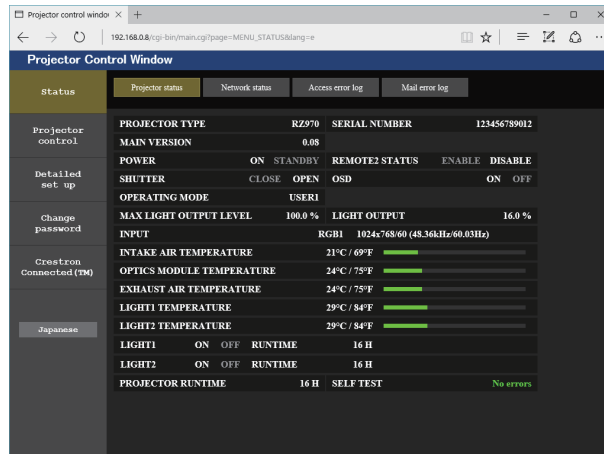 Projector control windov
192.168.0.8/cgi-bin/main.cgi?page=MENU_STATUS&lang=e
Projector Control Window
Status
Projector status
Network status
Access error log
Mail error log
Projector control
Detailed set up
Change password
Crestron Connected(TM)
Japanese
PROJECTOR TYPE RZ970 SERIAL NUMBER 123456789012
MAIN VERSION 0.08
POWER ON STANDBY REMOTE2 STATUS ENABLE DISABLE
SHUTTER CLOSE OPEN OSD ON OFF
OPERATING MODE USER1
MAX LIGHT OUTPUT LEVEL 100.0 % LIGHT OUTPUT 16.0 %
INPUT RGB1 1024x768/60 (48.36kHz/60.03Hz)
INTAKE AIR TEMPERATURE 21°C / 69°F
OPTICS MODULE TEMPERATURE 24°C / 75°F
EXHAUST AIR TEMPERATURE 24°C / 75°F
LIGHT1 TEMPERATURE 29°C / 84°F
LIGHT2 TEMPERATURE 29°C / 84°F
LIGHT1 ON OFF RUNTIME 16 H
LIGHT2 ON OFF RUNTIME 16 H
PROJECTOR RUNTIME 16 H SELF TEST No errors